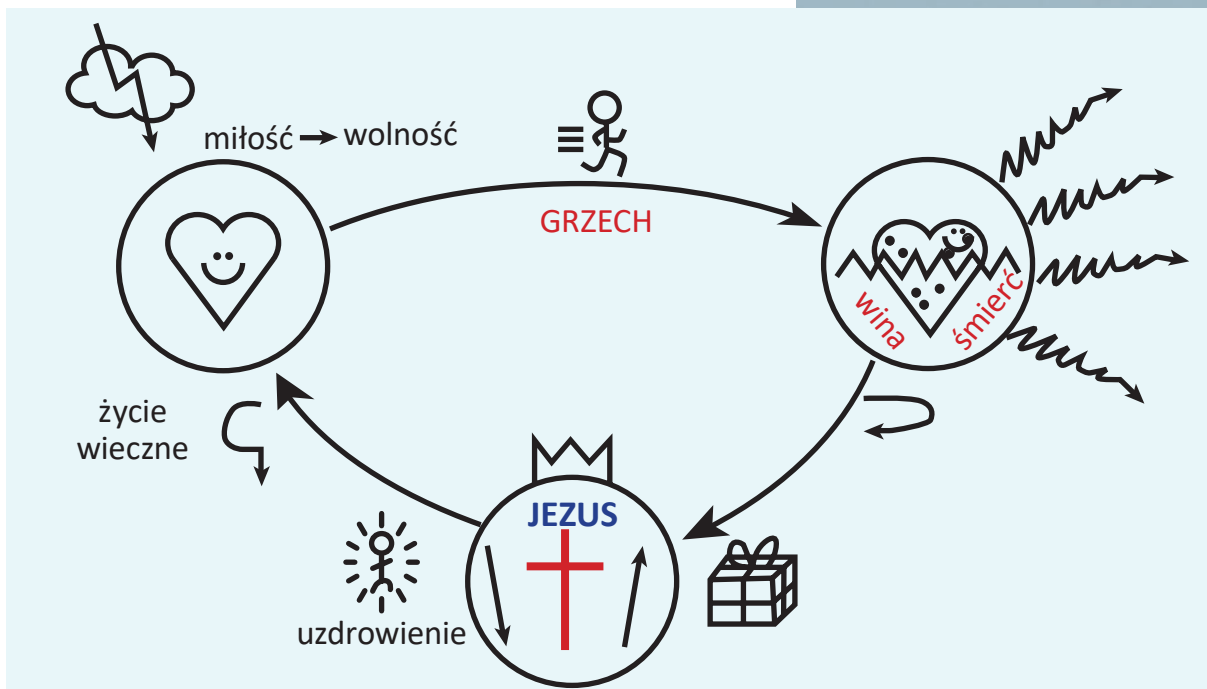 miłość → wolność
GRZECH
wina
śmierć
życie
wieczne
JEZUS
uzdrowienie